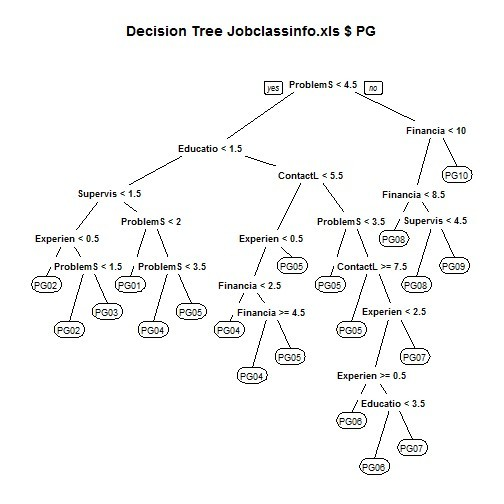 Decision Tree Jobclassinfo.xls $ PG
yes ProblemS < 4.5 no
Financia < 10
Educatio < 1.5
PG10
ContactL < 5.5
Supervis < 1.5 Financia < 8.5
ProblemS < 2 ProblemS < 3.5 Supervis < 4.5
Experien < 0.5 Experien < 0.5 PG08
ProblemS < 1.5 ProblemS < 3.5 PG05 ContactL >= 7.5 PG09
PG02 PG01 Financia < 2.5 PG05 PG08
PG03 PG05 Financia >= 4.5 Experien < 2.5
PG02 PG04 PG04 PG05
PG05 PG07
PG04 Experien >= 0.5
Educatio < 3.5
PG06
PG07
PG06